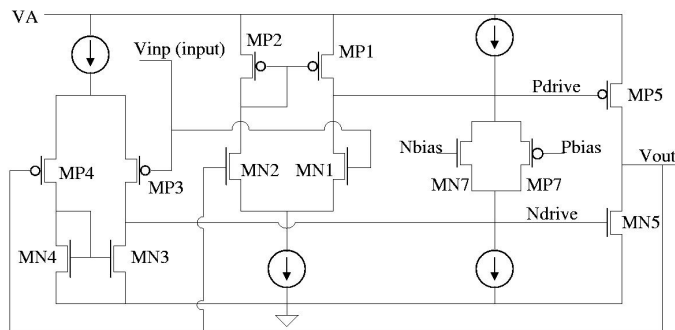 VA
Vinp (input)
MP2
MP1
Pdrive
MP5
MP4
MP3
Nbias
Pbias
Vout
MN2
MN1
MN7
MP7
Ndrive
MN5
MN4
MN3